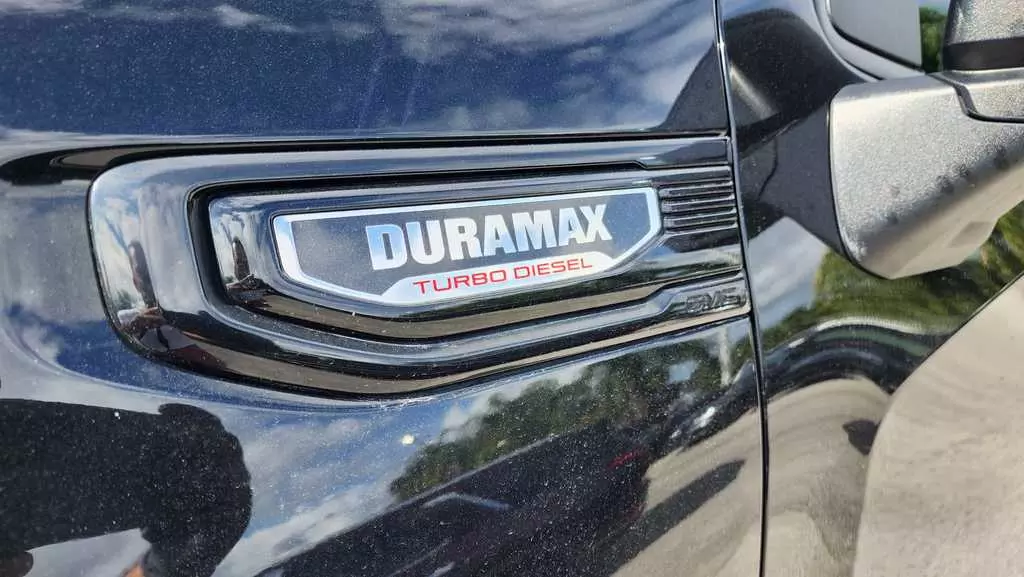 DURAMAX
TURBO DIESEL
GMC